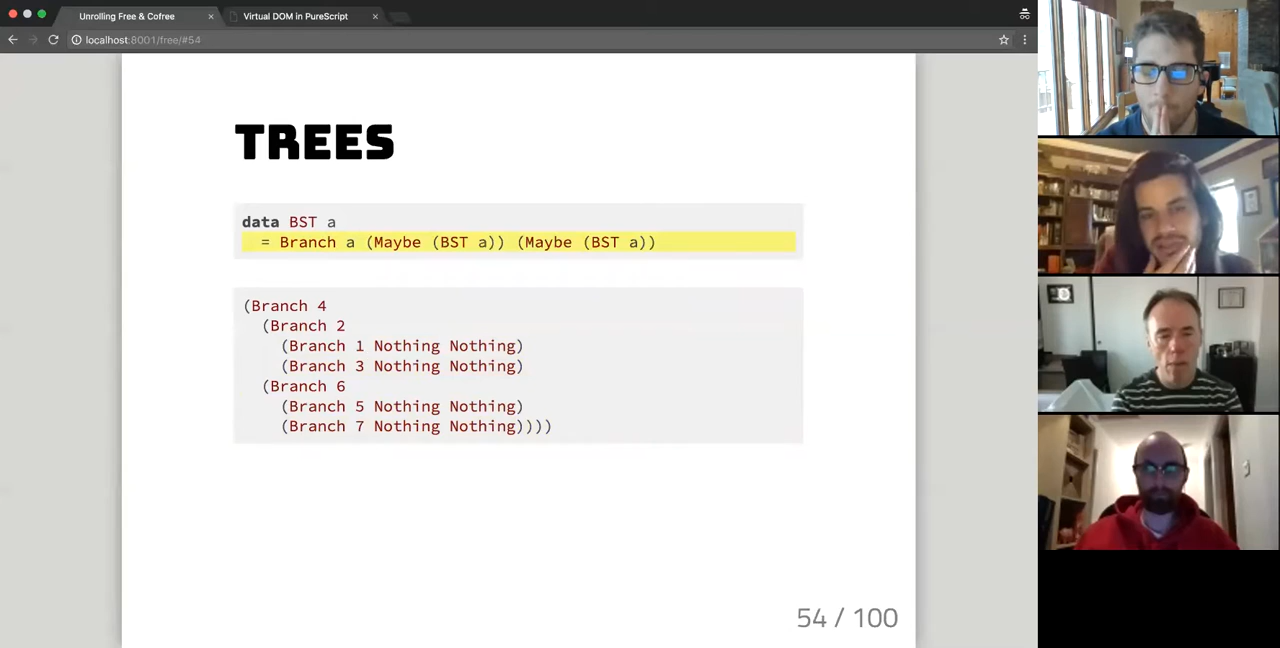 Unrolling Free & Cofree
Virtual DOM in PureScript
localhost:8001/free/#54
TREES
data BST a
= Branch a (Maybe (BST a)) (Maybe (BST a))
(Branch 4
(Branch 2
(Branch 1 Nothing Nothing)
(Branch 3 Nothing Nothing)
(Branch 6
(Branch 5 Nothing Nothing)
(Branch 7 Nothing Nothing))))
54 / 100